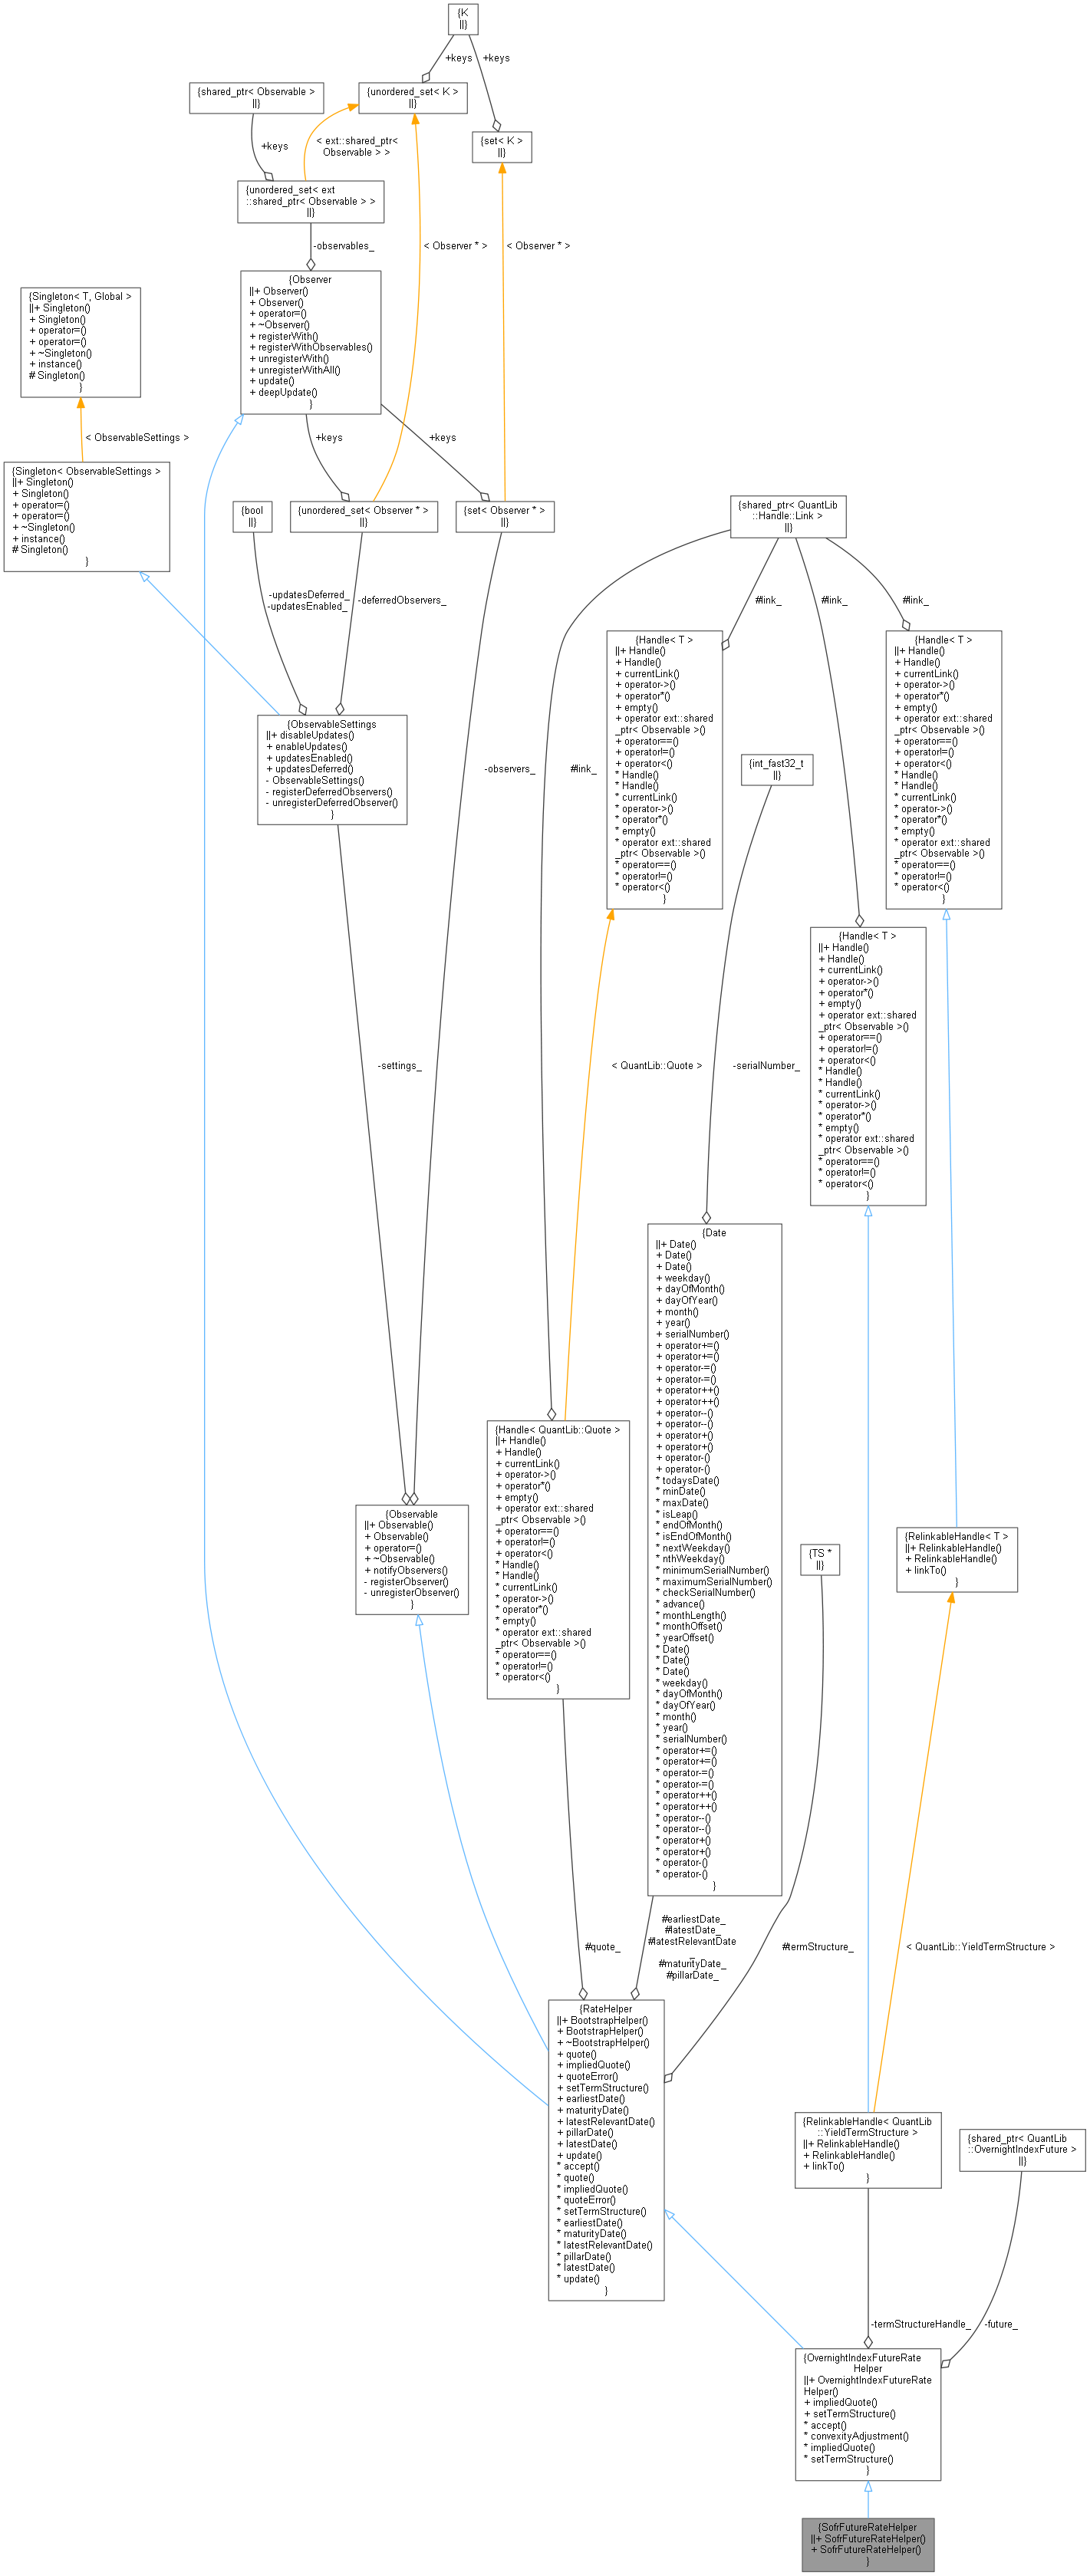 {K
||}
+keys
+keys
{shared_ptr< Observable >
||}
{unordered_set< K >
||}
{set< K >
||}
+keys
< ext::shared_ptr<
Observable > >
{unordered_set< ext
::shared_ptr< Observable > >
||}
-observables_
< Observer * >
< Observer * >
{Observer
||+ Observer()
+ Observer()
+ operator=()
+ ~Observer()
+ registerWith()
+ registerWithObservables()
+ unregisterWith()
+ unregisterWithAll()
+ update()
+ deepUpdate()
}
{Singleton< T, Global >
||+ Singleton()
+ Singleton()
+ operator=()
+ operator=()
+ ~Singleton()
+ instance()
# Singleton()
}
< ObservableSettings >
+keys
+keys
{Singleton< ObservableSettings >
||+ Singleton()
+ Singleton()
+ operator=()
+ operator=()
+ ~Singleton()
+ instance()
# Singleton()
}
{bool
||}
{unordered_set< Observer * >
||}
{set< Observer * >
||}
{shared_ptr< QuantLib
::Handle::Link >
||}
-updatesDeferred_
-updatesEnabled_
-deferredObservers_
#link_
#link_
#link_
{Handle< T >
||+ Handle()
+ Handle()
+ currentLink()
+ operator->()
+ operator*()
+ empty()
+ operator ext::shared
_ptr< Observable >()
+ operator==()
+ operator!=()
+ operator<()
* Handle()
* Handle()
* currentLink()
* operator->()
* operator*()
* empty()
* operator ext::shared
_ptr< Observable >()
* operator==()
* operator!=()
* operator<()
}
{Handle< T >
||+ Handle()
+ Handle()
+ currentLink()
+ operator->()
+ operator*()
+ empty()
+ operator ext::shared
_ptr< Observable >()
+ operator==()
+ operator!=()
+ operator<()
* Handle()
* Handle()
* currentLink()
* operator->()
* operator*()
* empty()
* operator ext::shared
_ptr< Observable >()
* operator==()
* operator!=()
* operator<()
}
{ObservableSettings
||+ disableUpdates()
+ enableUpdates()
+ updatesEnabled()
+ updatesDeferred()
- ObservableSettings()
- registerDeferredObservers()
- unregisterDeferredObserver()
}
-observers_
#link_
{int_fast32_t
||}
{Handle< T >
||+ Handle()
+ Handle()
+ currentLink()
+ operator->()
+ operator*()
+ empty()
+ operator ext::shared
_ptr< Observable >()
+ operator==()
+ operator!=()
+ operator<()
* Handle()
* Handle()
* currentLink()
* operator->()
* operator*()
* empty()
* operator ext::shared
_ptr< Observable >()
* operator==()
* operator!=()
* operator<()
}
-settings_
< QuantLib::Quote >
-serialNumber_
{Date
||+ Date()
+ Date()
+ Date()
+ weekday()
+ dayOfMonth()
+ dayOfYear()
+ month()
+ year()
+ serialNumber()
+ operator+=()
+ operator+=()
+ operator-=()
+ operator-=()
+ operator++()
+ operator++()
+ operator--()
+ operator--()
+ operator+()
+ operator+()
+ operator-()
+ operator-()
* todaysDate()
* minDate()
* maxDate()
* isLeap()
* endOfMonth()
* isEndOfMonth()
* nextWeekday()
* nthWeekday()
* minimumSerialNumber()
* maximumSerialNumber()
* checkSerialNumber()
* advance()
* monthLength()
* monthOffset()
* yearOffset()
* Date()
* Date()
* Date()
* weekday()
* dayOfMonth()
* dayOfYear()
* month()
* year()
* serialNumber()
* operator+=()
* operator+=()
* operator-=()
* operator-=()
* operator++()
* operator++()
* operator--()
* operator--()
* operator+()
* operator+()
* operator-()
* operator-()
}
{Handle< QuantLib::Quote >
||+ Handle()
+ Handle()
+ currentLink()
+ operator->()
+ operator*()
+ empty()
+ operator ext::shared
_ptr< Observable >()
+ operator==()
+ operator!=()
+ operator<()
* Handle()
* Handle()
* currentLink()
* operator->()
* operator*()
* empty()
* operator ext::shared
_ptr< Observable >()
* operator==()
* operator!=()
* operator<()
}
{Observable
||+ Observable()
+ Observable()
+ operator=()
+ ~Observable()
+ notifyObservers()
- registerObserver()
- unregisterObserver()
}
{TS *
||}
{RelinkableHandle< T >
||+ RelinkableHandle()
+ RelinkableHandle()
+ linkTo()
}
#quote_
#earliestDate_
#latestDate_
#latestRelevantDate
_
#maturityDate_
#pillarDate_
#termStructure_
< QuantLib::YieldTermStructure >
{RateHelper
||+ BootstrapHelper()
+ BootstrapHelper()
+ ~BootstrapHelper()
+ quote()
+ impliedQuote()
+ quoteError()
+ setTermStructure()
+ earliestDate()
+ maturityDate()
+ latestRelevantDate()
+ pillarDate()
+ latestDate()
+ update()
* accept()
* quote()
* impliedQuote()
* quoteError()
* setTermStructure()
* earliestDate()
* maturityDate()
* latestRelevantDate()
* pillarDate()
* latestDate()
* update()
}
{RelinkableHandle< QuantLib
::YieldTermStructure >
||+ RelinkableHandle()
+ RelinkableHandle()
+ linkTo()
}
{shared_ptr< QuantLib
::OvernightIndexFuture >
||}
-termStructureHandle_
-future_
{OvernightIndexFutureRate
Helper
||+ OvernightIndexFutureRate
Helper()
+ impliedQuote()
+ setTermStructure()
* accept()
* convexityAdjustment()
* impliedQuote()
* setTermStructure()
}
{SofrFutureRateHelper
||+ SofrFutureRateHelper()
+ SofrFutureRateHelper()
}